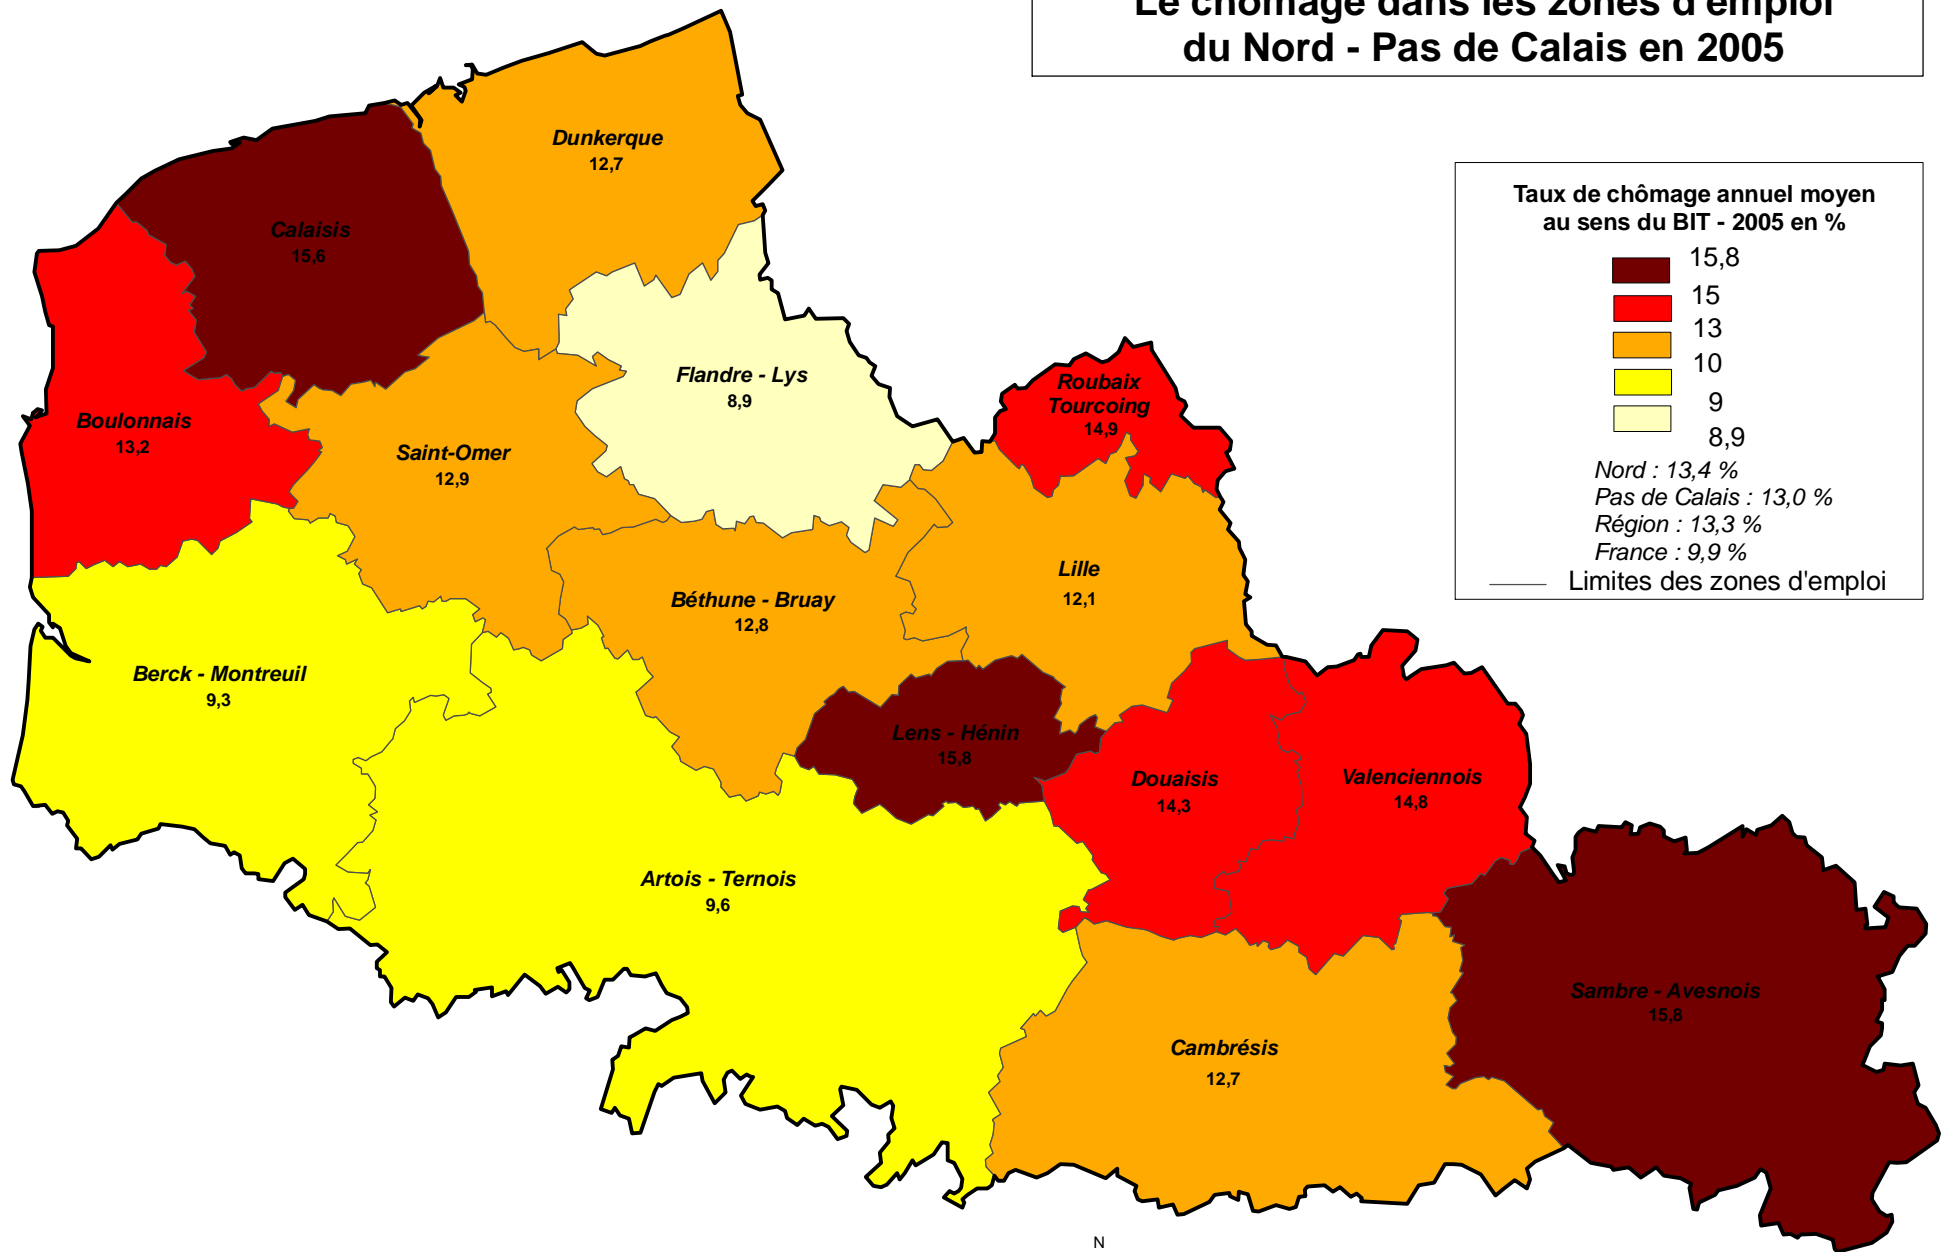 Le chômage dans les zones d'emploi
du Nord - Pas de Calais en 2005
Taux de chômage annuel moyen
au sens du BIT - 2005 en %
15,8
15
13
10
9
8,9
Nord : 13,4 %
Pas de Calais : 13,0 %
Région : 13,3 %
France : 9,9 %
Limites des zones d'emploi
Dunkerque
12,7
Calaisis
15,6
Flandre - Lys
8,9
Roubaix
Tourcoing
14,9
Boulonnais
13,2
Saint-Omer
12,9
Lille
12,1
Béthune - Bruay
12,8
Berck - Montreuil
9,3
Lens - Hénin
15,8
Douaisis
14,3
Valenciennois
14,8
Artois - Ternois
9,6
Sambre - Avesnois
15,8
Cambrésis
12,7
N